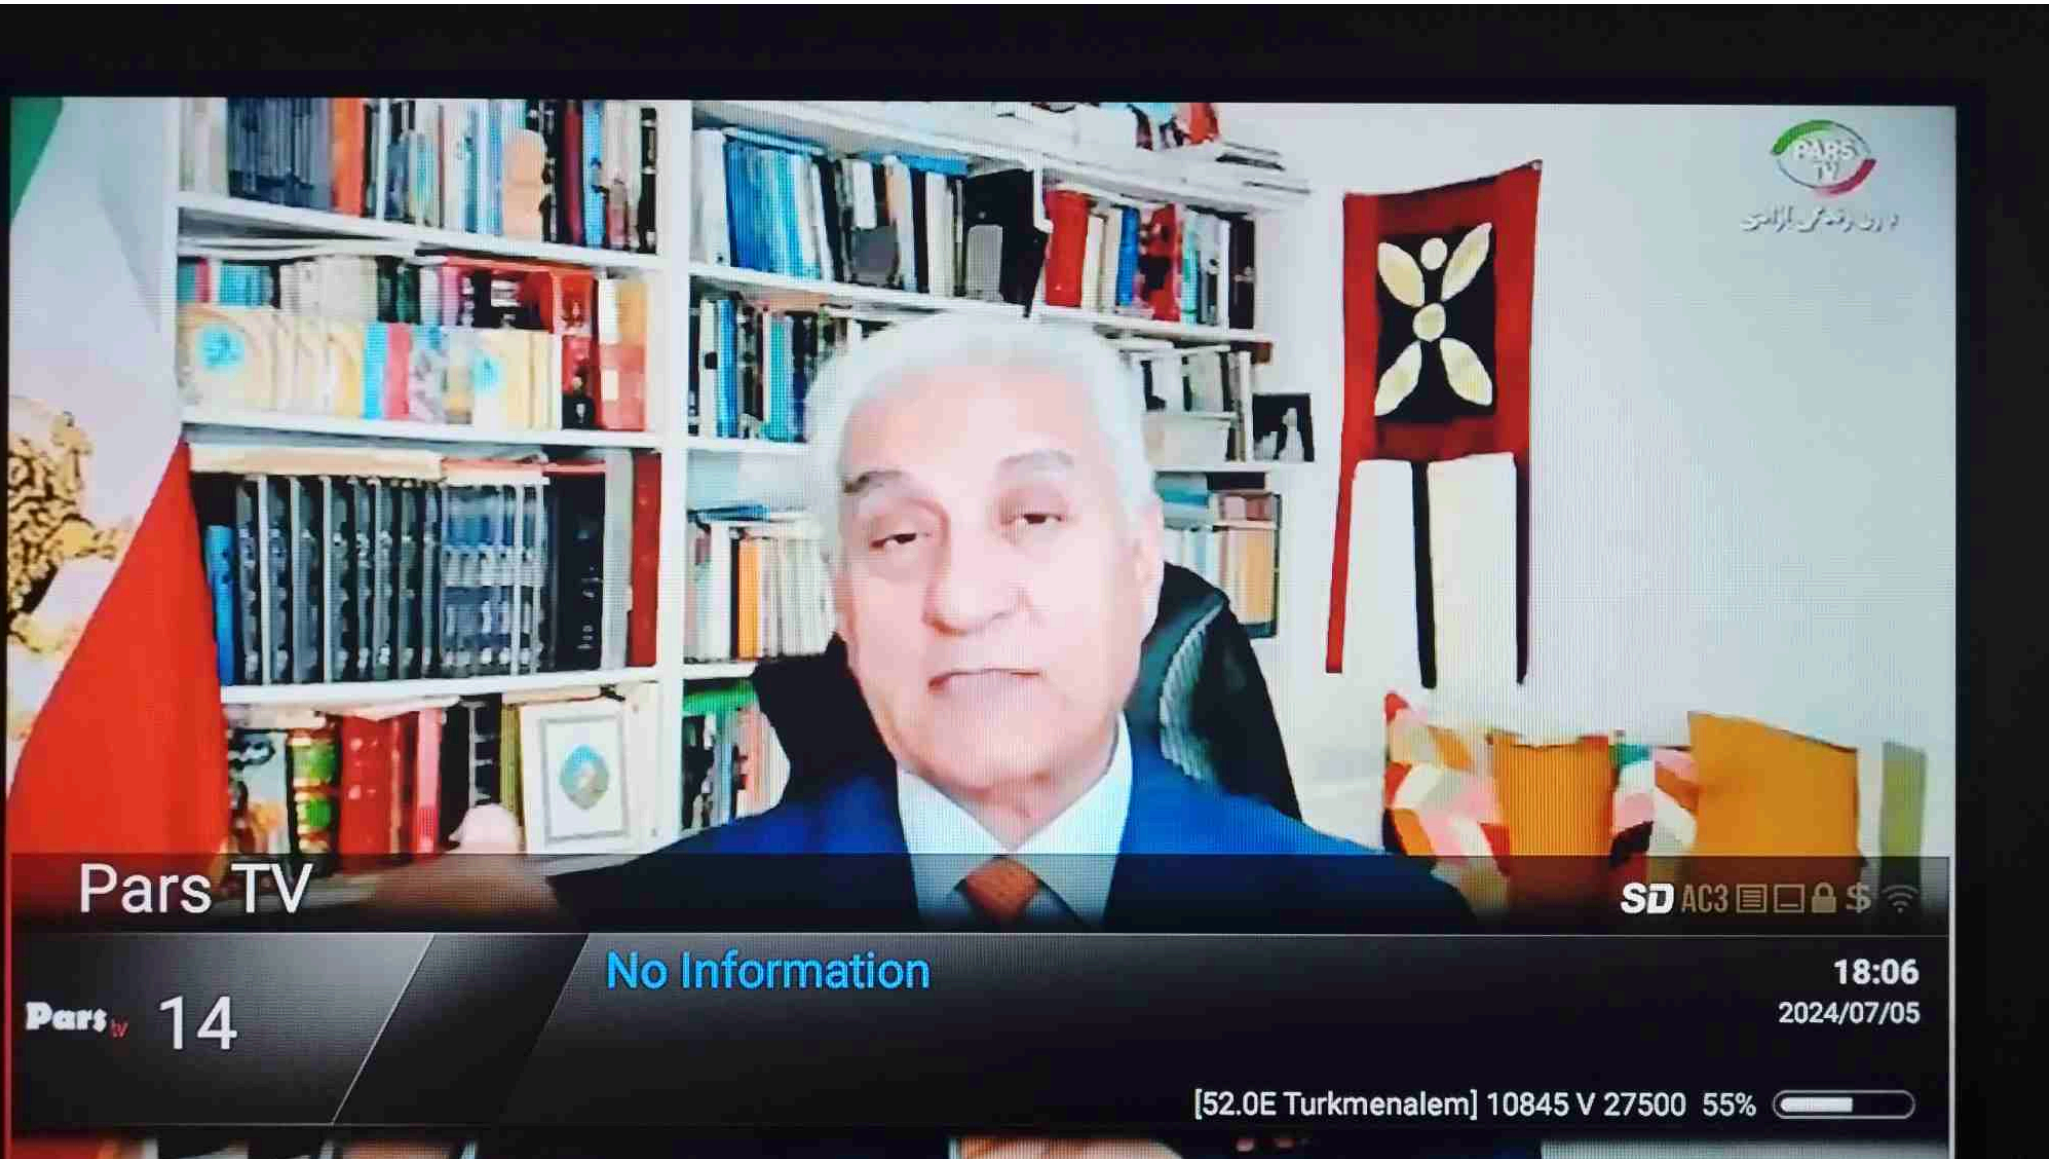 PARS
TV
Pars TV
SD AC3 $
No Information
18:06
Pars tv 14
2024/07/05
[52.0E Turkmenalem] 10845 V 27500 55%